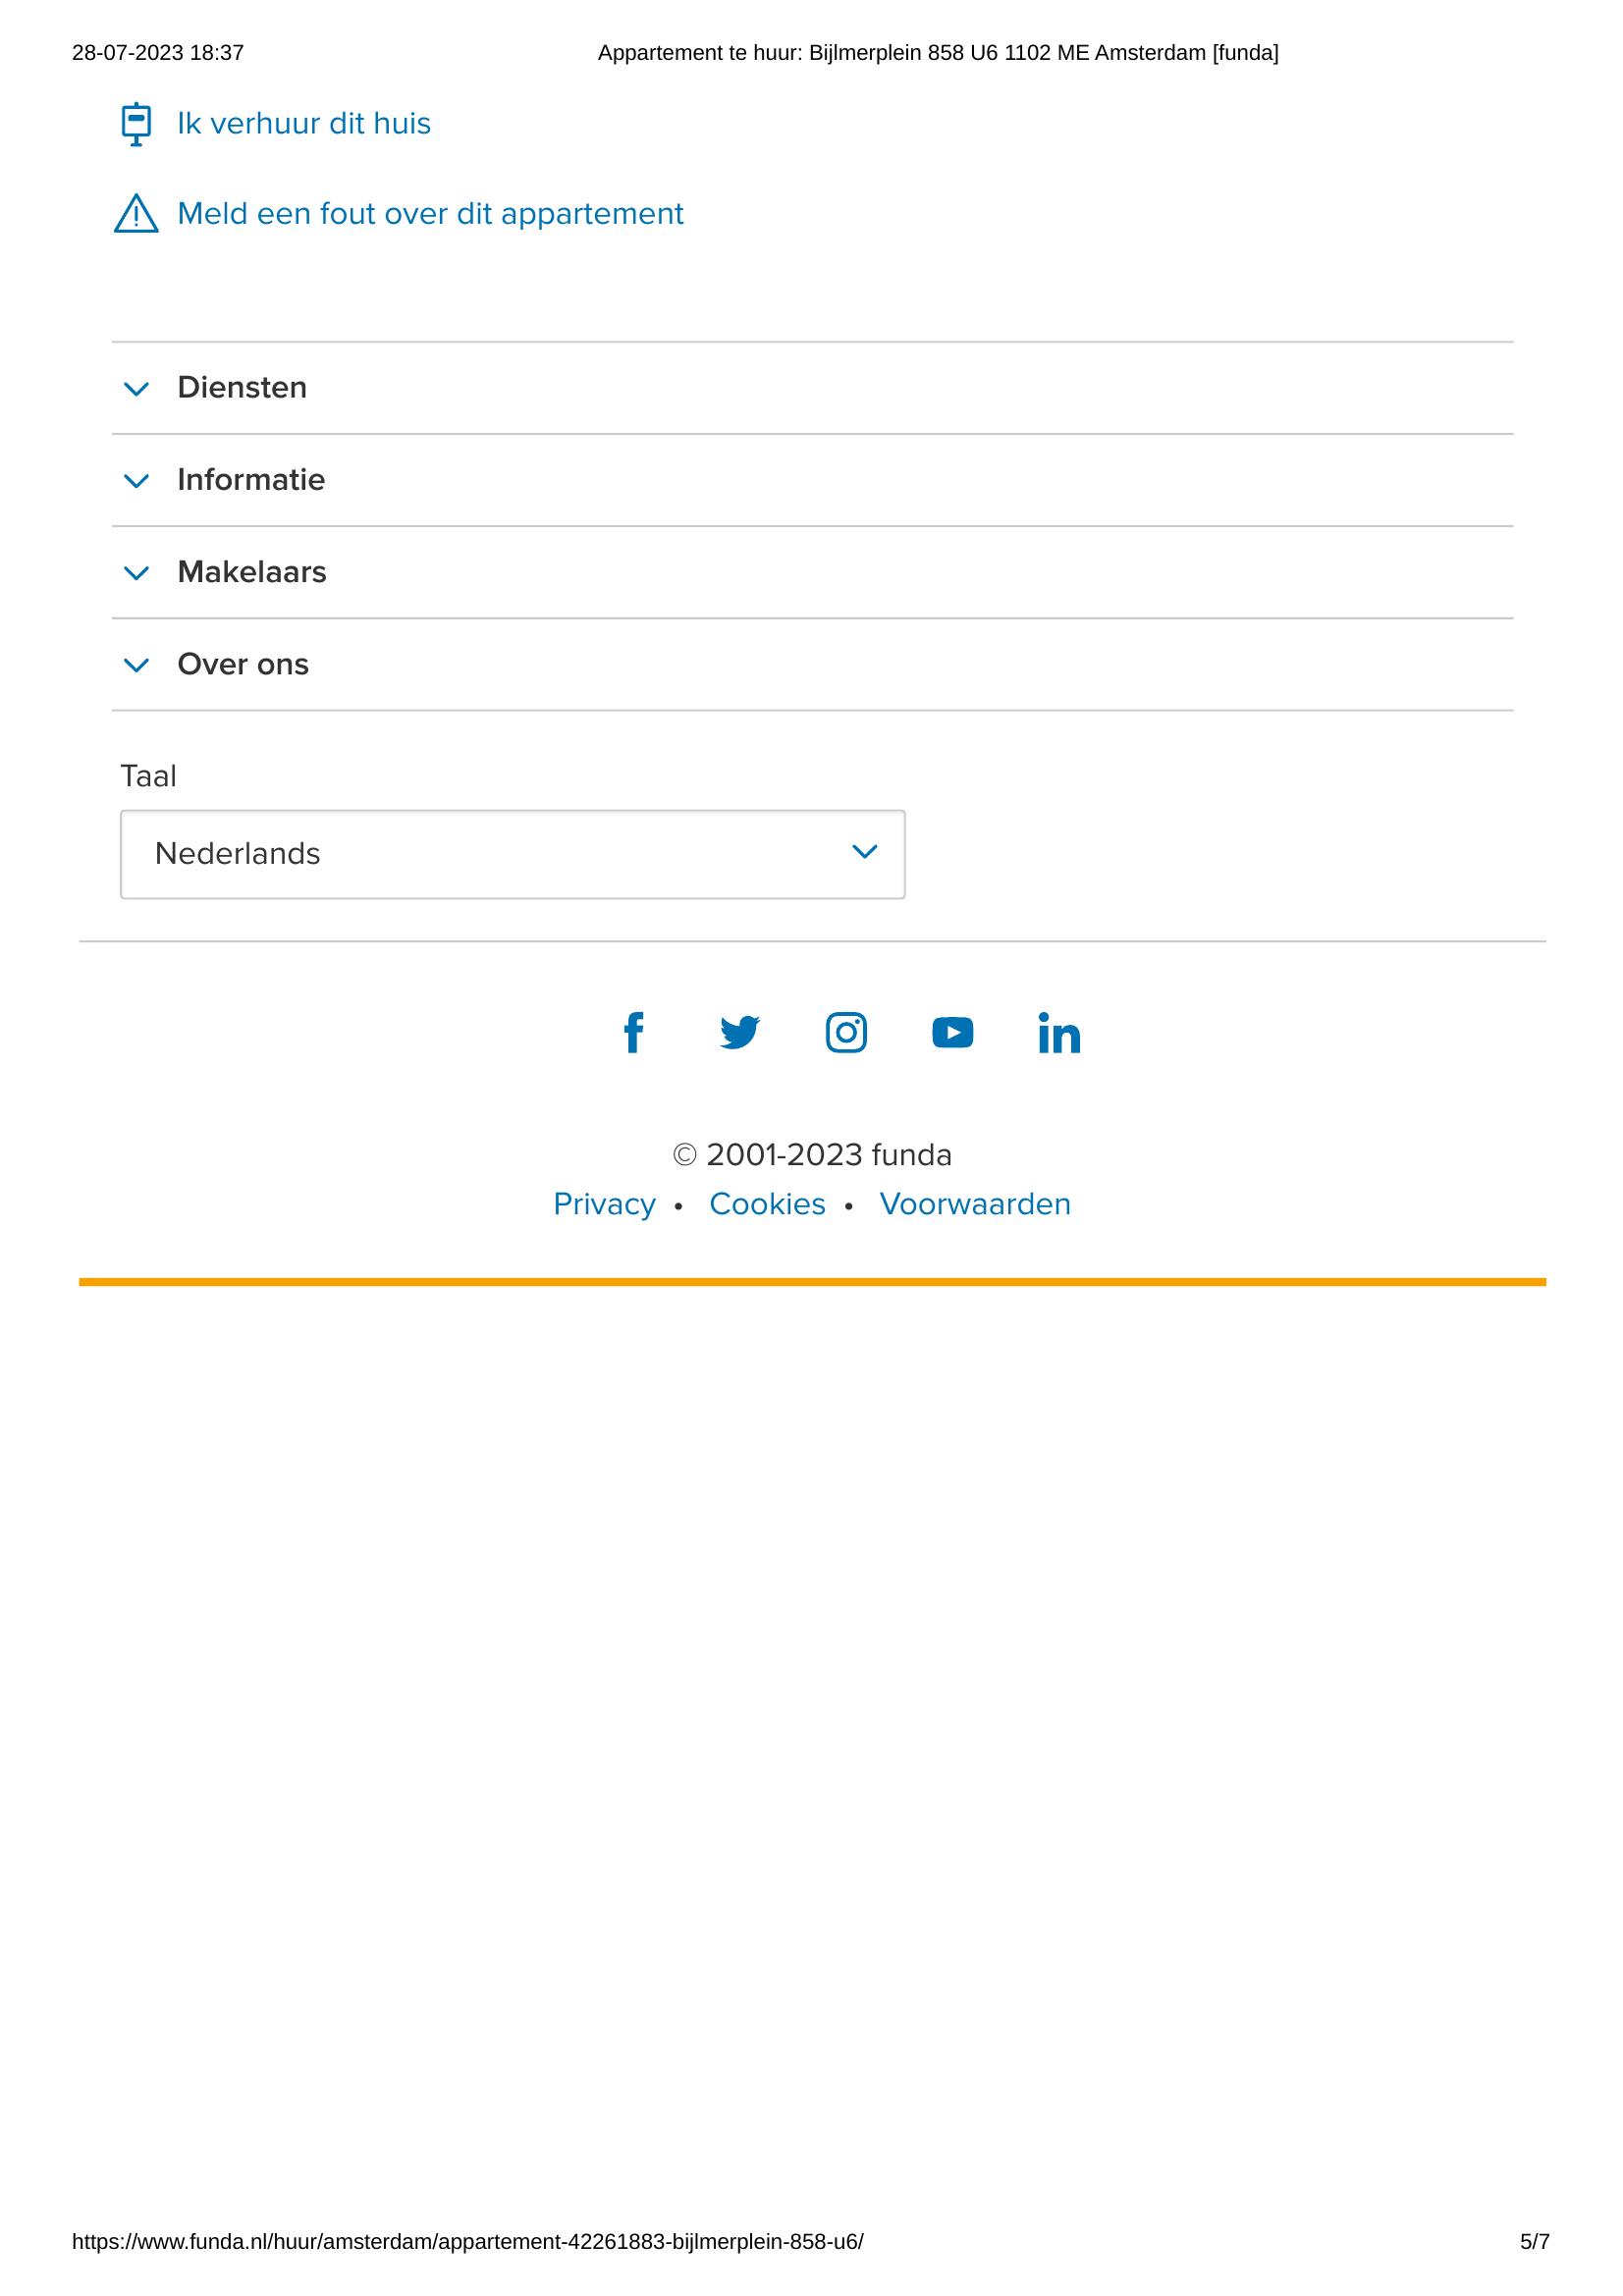 28-07-2023 18:37
Appartement te huur: Bijlmerplein 858 U6 1102 ME Amsterdam [funda]
Ik verhuur dit huis
Meld een fout over dit appartement
Diensten
Informatie
Makelaars
Over ons
Taal
Nederlands
© 2001-2023 funda
Privacy • Cookies • Voorwaarden
https://www.funda.nl/huur/amsterdam/appartement-42261883-bijlmerplein-858-u6/
5/7